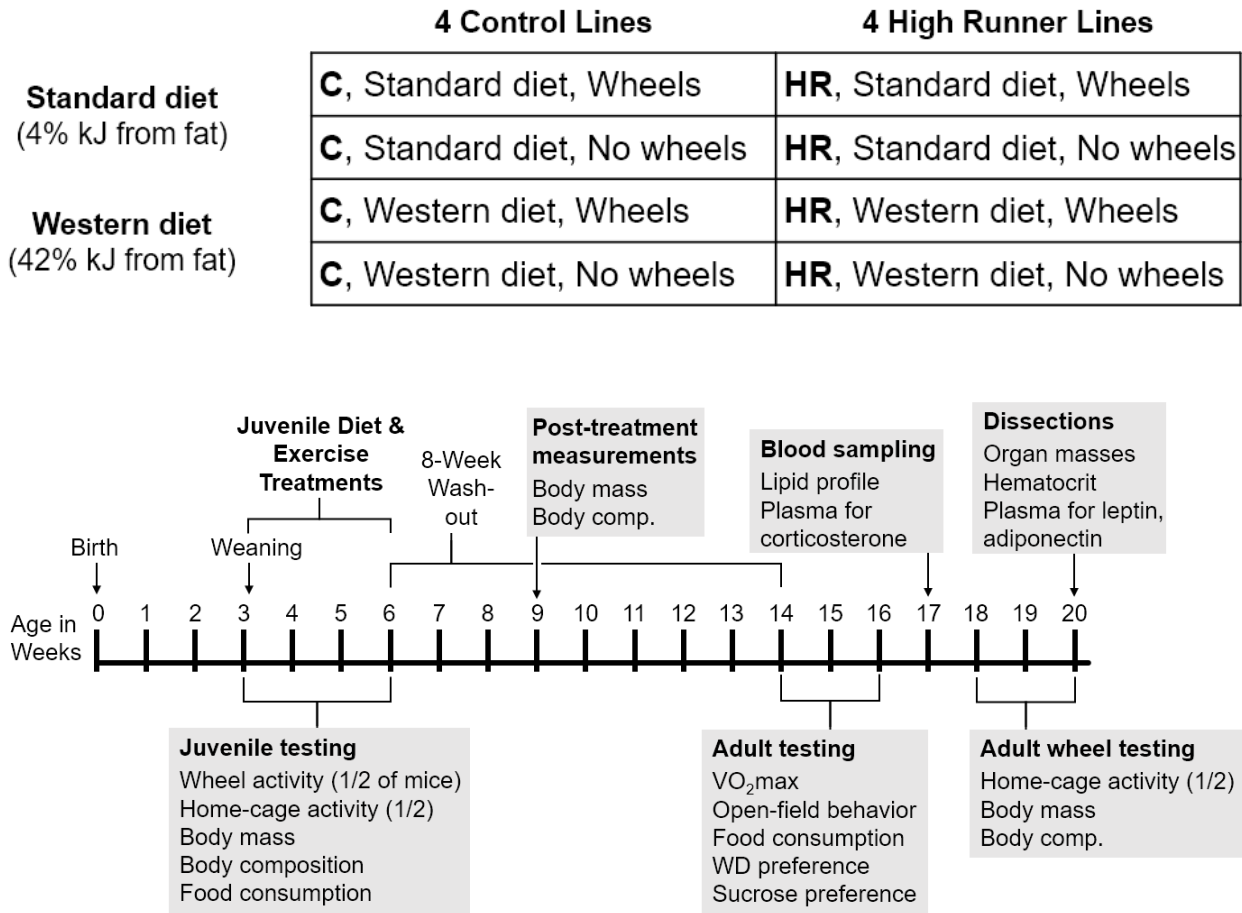 4 Control Lines
4 High Runner Lines
Standard diet
(4% kJ from fat)
C, Standard diet, Wheels
HR, Standard diet, Wheels
C, Standard diet, No wheels
HR, Standard diet, No wheels
Western diet
(42% kJ from fat)
C, Western diet, Wheels
HR, Western diet, Wheels
C, Western diet, No wheels
HR, Western diet, No wheels
Juvenile Diet &
Exercise
Treatments
8-Week
Wash-
out
Post-treatment
measurements
Body mass
Body comp.
Blood sampling
Lipid profile
Plasma for
corticosterone
Dissections
Organ masses
Hematocrit
Plasma for leptin,
adiponectin
Birth
Weaning
Age in
Weeks
0 1 2 3 4 5 6 7 8 9 10 11 12 13 14 15 16 17 18 19 20
Juvenile testing
Wheel activity (1/2 of mice)
Home-cage activity (1/2)
Body mass
Body composition
Food consumption
Adult testing
VO₂max
Open-field behavior
Food consumption
WD preference
Sucrose preference
Adult wheel testing
Home-cage activity (1/2)
Body mass
Body comp.